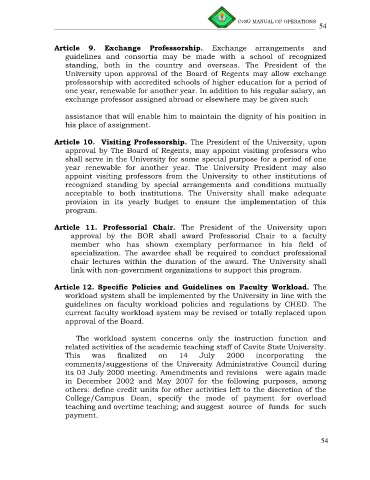 CvSU MANUAL OF OPERATIONS
54
Article 9. Exchange Professorship. Exchange arrangements and
guidelines and consortia may be made with a school of recognized
standing, both in the country and overseas. The President of the
University upon approval of the Board of Regents may allow exchange
professorship with accredited schools of higher education for a period of
one year, renewable for another year. In addition to his regular salary, an
exchange professor assigned abroad or elsewhere may be given such
assistance that will enable him to maintain the dignity of his position in
his place of assignment.
Article 10. Visiting Professorship. The President of the University, upon
approval by The Board of Regents, may appoint visiting professors who
shall serve in the University for some special purpose for a period of one
year renewable for another year. The University President may also
appoint visiting professors from the University to other institutions of
recognized standing by special arrangements and conditions mutually
acceptable to both institutions. The University shall make adequate
provision in its yearly budget to ensure the implementation of this
program.
Article 11. Professorial Chair. The President of the University upon
approval by the BOR shall award Professorial Chair to a faculty
member who has shown exemplary performance in his field of
specialization. The awardee shall be required to conduct professional
chair lectures within the duration of the award. The University shall
link with non-government organizations to support this program.
Article 12. Specific Policies and Guidelines on Faculty Workload. The
workload system shall be implemented by the University in line with the
guidelines on faculty workload policies and regulations by CHED. The
current faculty workload system may be revised or totally replaced upon
approval of the Board.
The workload system concerns only the instruction function and
related activities of the academic teaching staff of Cavite State University.
This was finalized on 14 July 2000 incorporating the
comments/suggestions of the University Administrative Council during
its 03 July 2000 meeting. Amendments and revisions were again made
in December 2002 and May 2007 for the following purposes, among
others: define credit units for other activities left to the discretion of the
College/Campus Dean, specify the mode of payment for overload
teaching and overtime teaching; and suggest source of funds for such
payment.
54